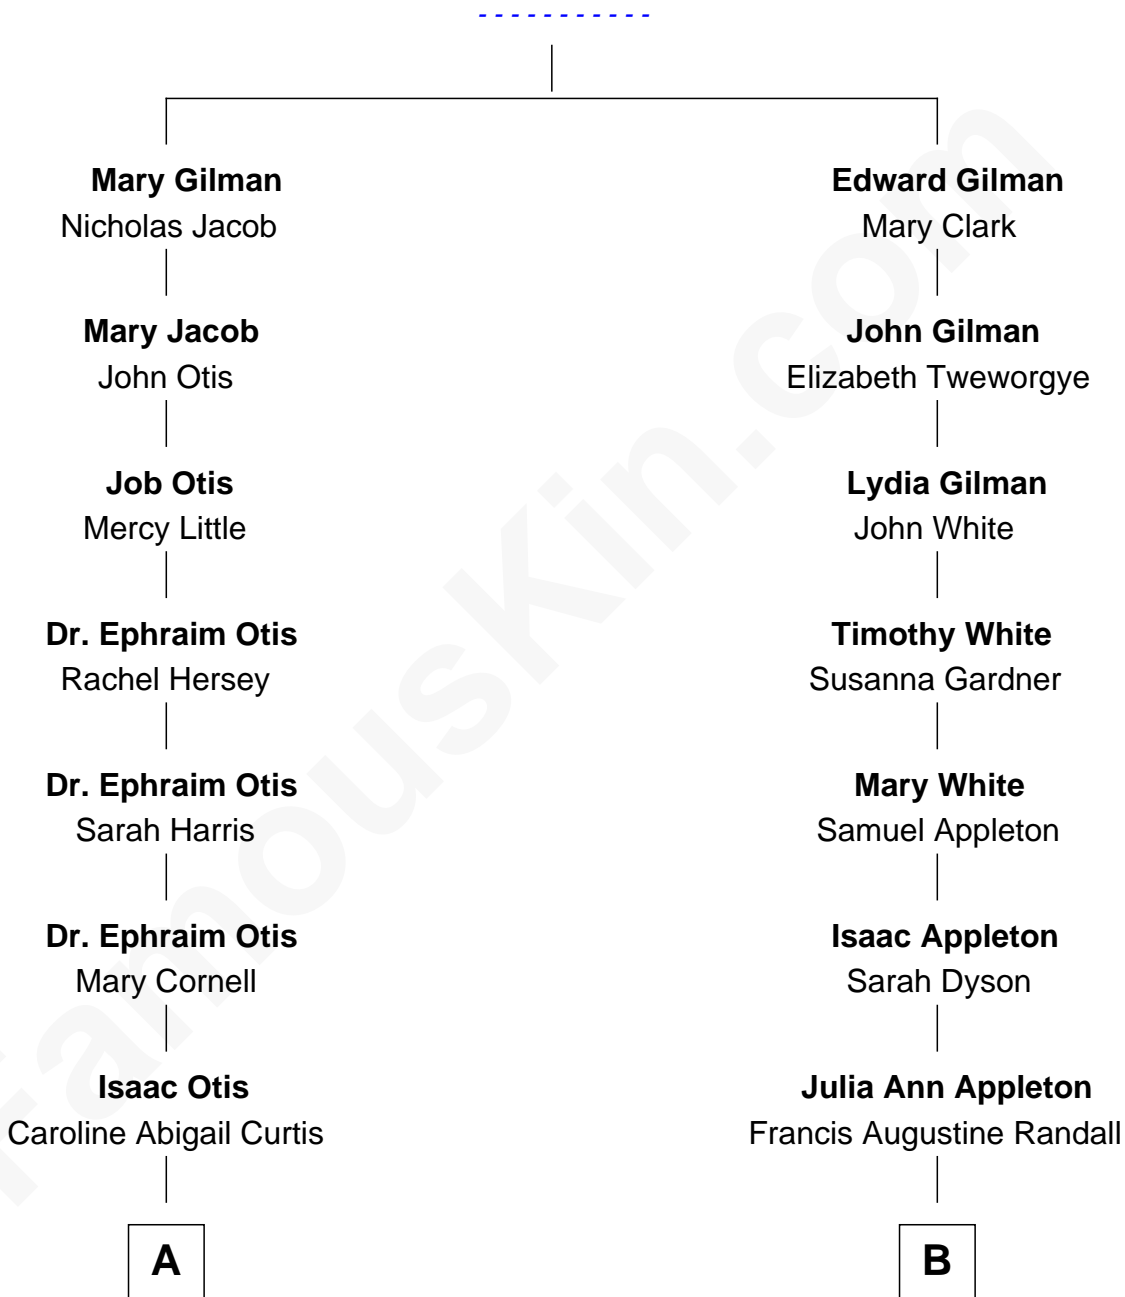 - - - - - - - - - - -
Mary Gilman
Nicholas Jacob
Edward Gilman
Mary Clark
Mary Jacob
John Otis
John Gilman
Elizabeth Tweworgye
Job Otis
Mercy Little
Lydia Gilman
John White
Dr. Ephraim Otis
Rachel Hersey
Timothy White
Susanna Gardner
Dr. Ephraim Otis
Sarah Harris
Mary White
Samuel Appleton
Dr. Ephraim Otis
Mary Cornell
Isaac Appleton
Sarah Dyson
Isaac Otis
Caroline Abigail Curtis
Julia Ann Appleton
Francis Augustine Randall
A
B
FamousKin.com